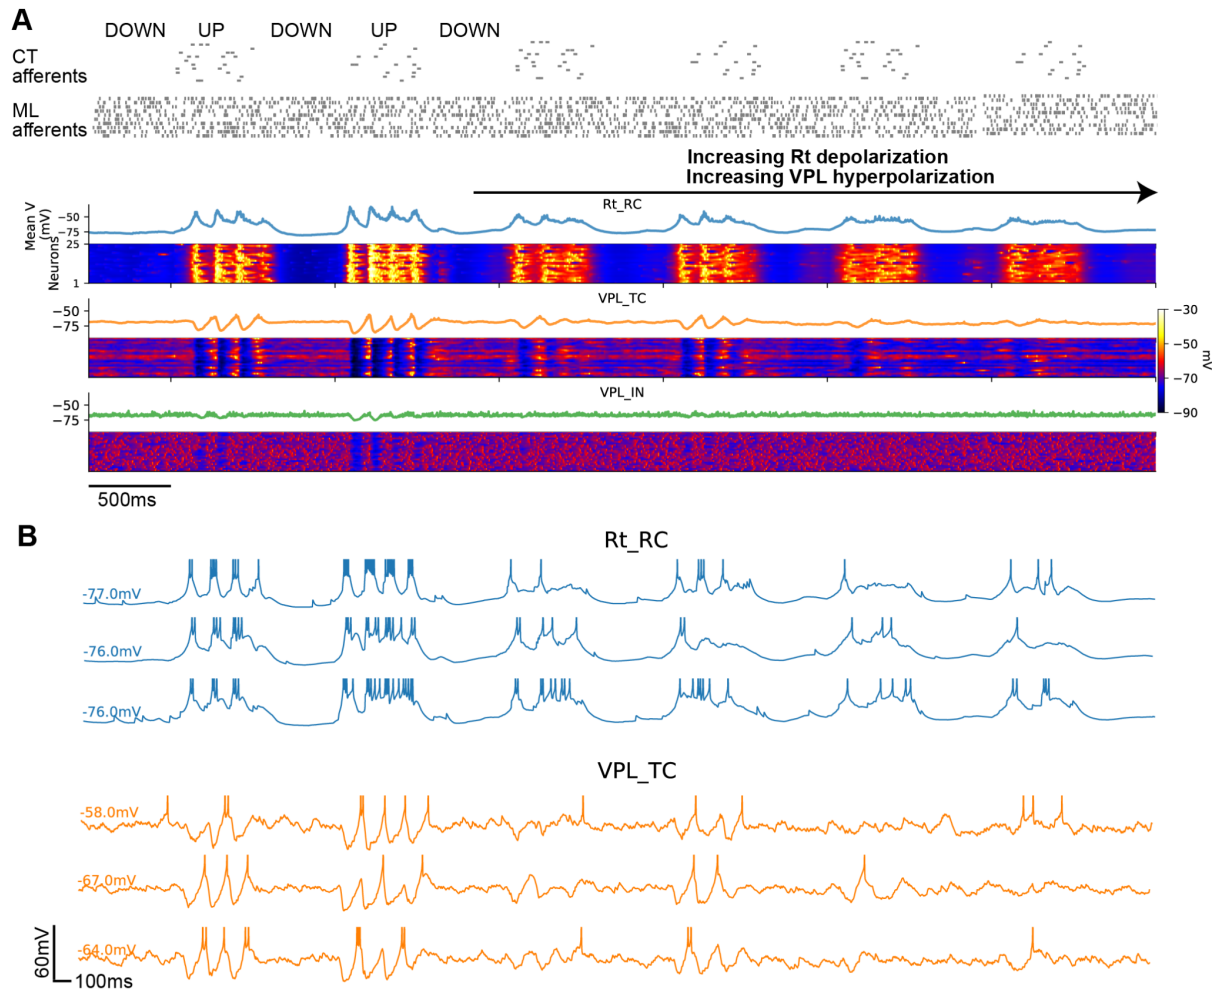 A
DOWN UP DOWN UP DOWN
CT
afferents
ML
afferents
Increasing Rt depolarization
Increasing VPL hyperpolarization
Rt_RC
Mean V
(mV)
−50
−75
Neurons
25
1
VPL_TC
−50
−75
−30
−50
−70
−90
mV
VPL_IN
−50
−75
500ms
B
Rt_RC
-77.0mV
-76.0mV
-76.0mV
VPL_TC
-58.0mV
-67.0mV
-64.0mV
60mV
100ms